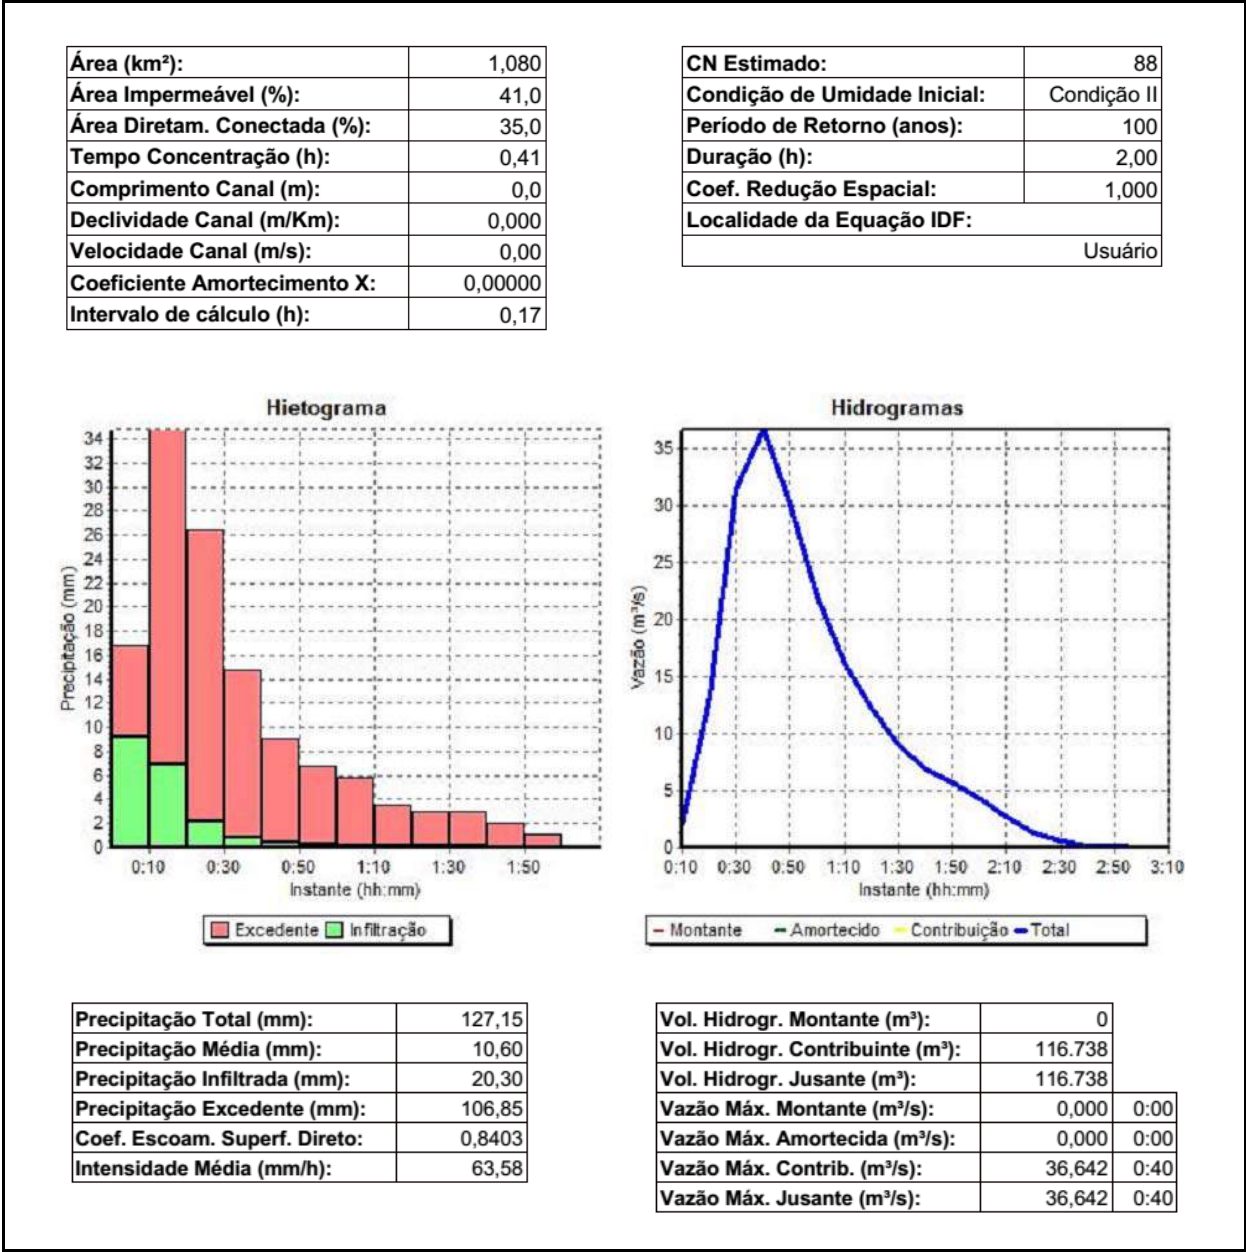 Área (km²): 1,080
Área Impermeável (%): 41,0
Área Diretam. Conectada (%): 35,0
Tempo Concentração (h): 0,41
Comprimento Canal (m): 0,0
Declividade Canal (m/Km): 0,000
Velocidade Canal (m/s): 0,00
Coeficiente Amortecimento X: 0,00000
Intervalo de cálculo (h): 0,17
CN Estimado: 88
Condição de Umidade Inicial: Condição II
Período de Retorno (anos): 100
Duração (h): 2,00
Coef. Redução Espacial: 1,000
Localidade da Equação IDF:
Usuário
Hietograma
Precipitação (mm)
34
32
30
28
26
24
22
20
18
16
14
12
10
8
6
4
2
0
0:10 0:30 0:50 1:10 1:30 1:50
Instante (hh:mm)
Excedente Infiltração
Hidrogramas
Vazão (m³/s)
35
30
25
20
15
10
5
0
0:10 0:30 0:50 1:10 1:30 1:50 2:10 2:30 2:50 3:10
Instante (hh:mm)
Montante Amortecido Contribuição Total
Precipitação Total (mm): 127,15
Precipitação Média (mm): 10,60
Precipitação Infiltrada (mm): 20,30
Precipitação Excedente (mm): 106,85
Coef. Escoam. Superf. Direto: 0,8403
Intensidade Média (mm/h): 63,58
Vol. Hidrogr. Montante (m³): 0
Vol. Hidrogr. Contribuinte (m³): 116.738
Vol. Hidrogr. Jusante (m³): 116.738
Vazão Máx. Montante (m³/s): 0,000 0:00
Vazão Máx. Amortecida (m³/s): 0,000 0:00
Vazão Máx. Contrib. (m³/s): 36,642 0:40
Vazão Máx. Jusante (m³/s): 36,642 0:40